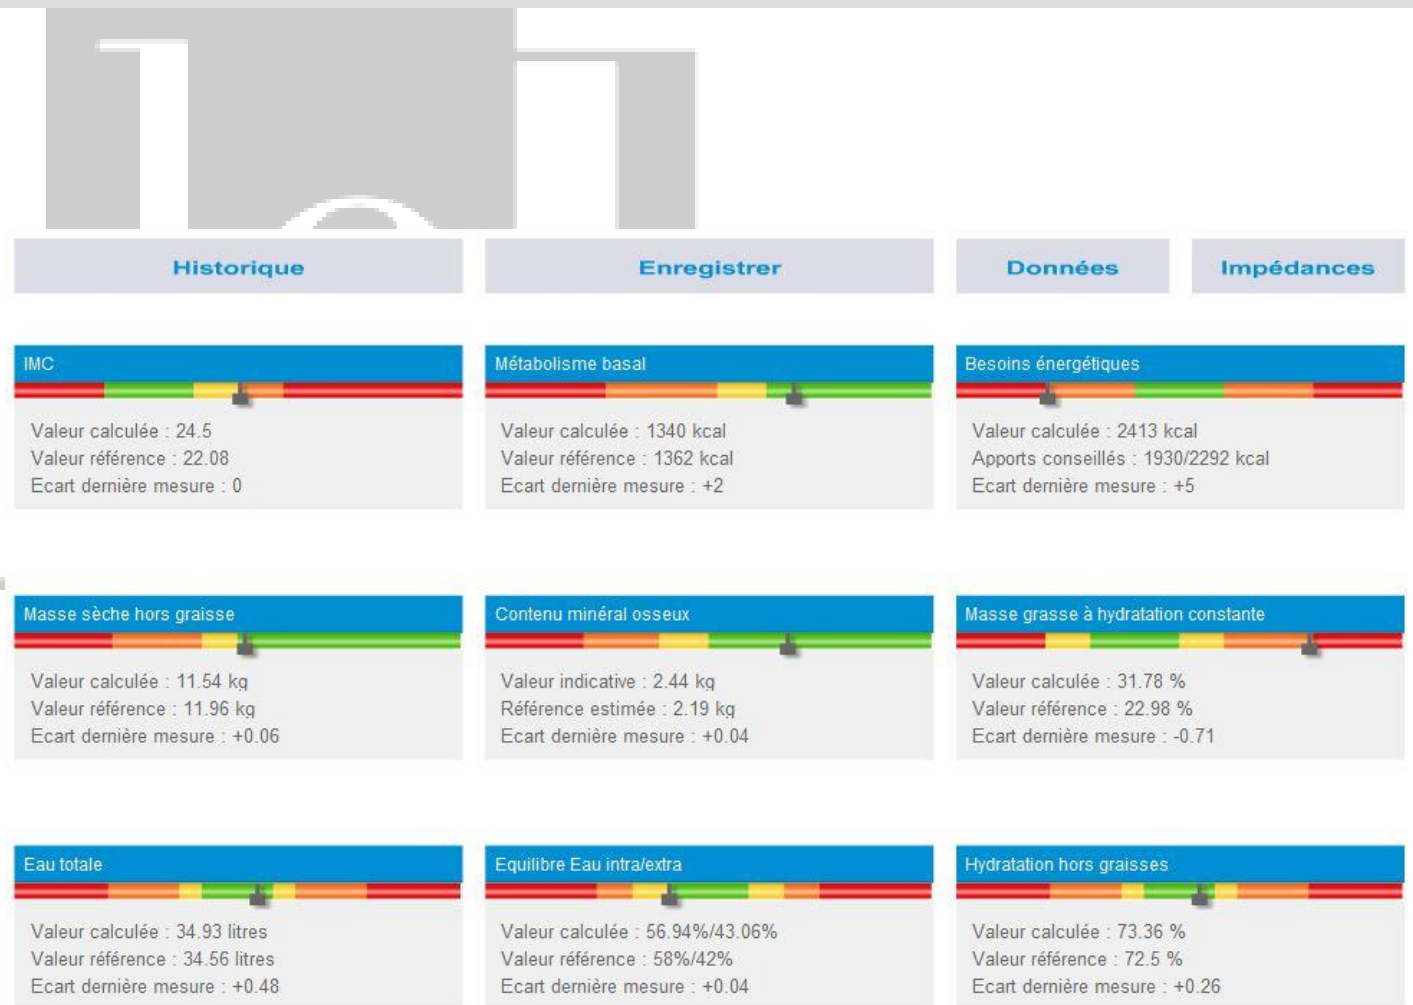 Historique
Enregistrer
Données
Impédances
IMC
Valeur calculée : 24.5
Valeur référence : 22.08
Ecart dernière mesure : 0
Métabolisme basal
Valeur calculée : 1340 kcal
Valeur référence : 1362 kcal
Ecart dernière mesure : +2
Besoins énergétiques
Valeur calculée : 2413 kcal
Apports conseillés : 1930/2292 kcal
Ecart dernière mesure : +5
Masse sèche hors graisse
Valeur calculée : 11.54 kg
Valeur référence : 11.96 kg
Ecart dernière mesure : +0.06
Contenu minéral osseux
Valeur indicative : 2.44 kg
Référence estimée : 2.19 kg
Ecart dernière mesure : +0.04
Masse grasse à hydratation constante
Valeur calculée : 31.78 %
Valeur référence : 22.98 %
Ecart dernière mesure : -0.71
Eau totale
Valeur calculée : 34.93 litres
Valeur référence : 34.56 litres
Ecart dernière mesure : +0.48
Equilibre Eau intra/extra
Valeur calculée : 56.94%/43.06%
Valeur référence : 58%/42%
Ecart dernière mesure : +0.04
Hydratation hors graisses
Valeur calculée : 73.36 %
Valeur référence : 72.5 %
Ecart dernière mesure : +0.26